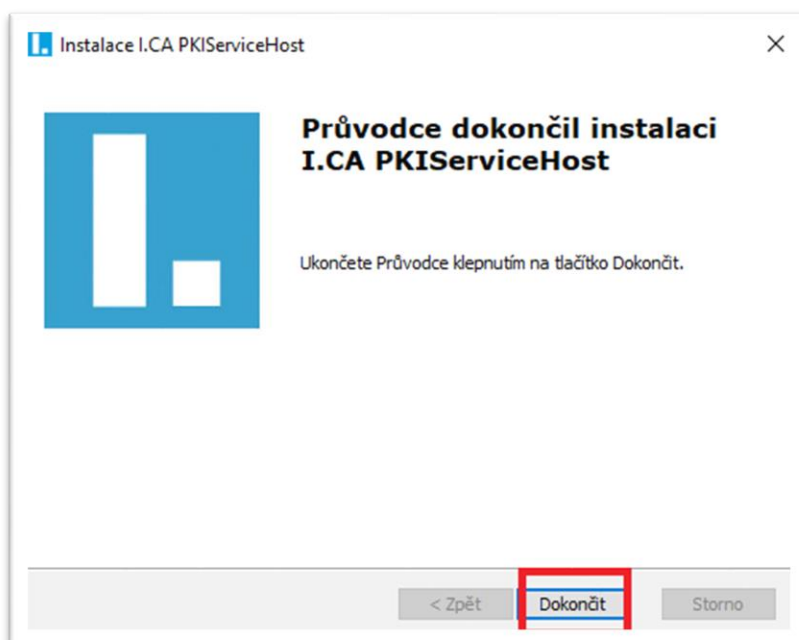 Instalace I.CA PKIServiceHost
Průvodce dokončil instalaci
I.CA PKIServiceHost
Ukončete Průvodce klepnutím na tlačítko Dokončit.
< Zpět
Dokončit
Storno